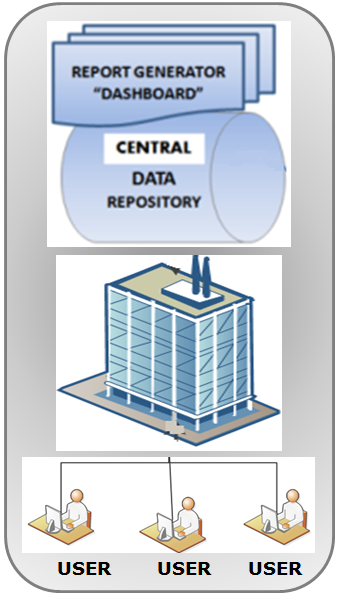 REPORT GENERATOR
“DASHBOARD”
CENTRAL
DATA
REPOSITORY
USER USER USER